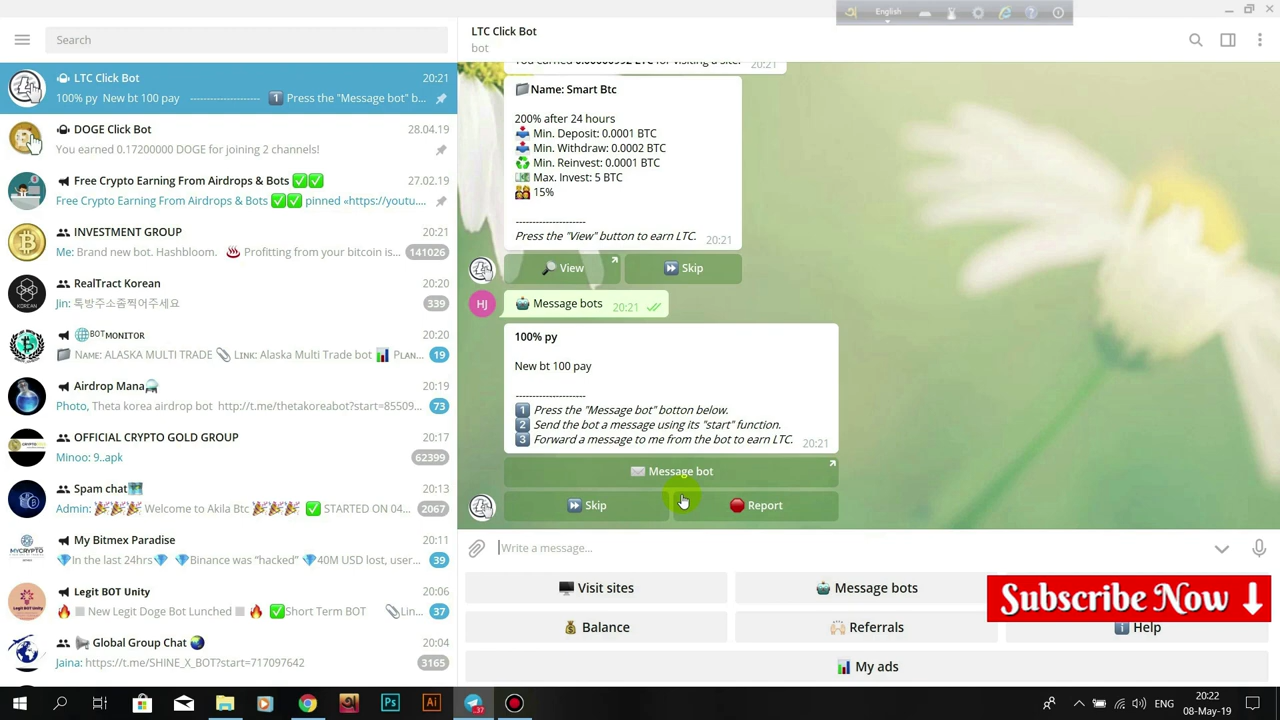 English
Search
LTC Click Bot
bot
LTC Click Bot
20:21
100% py New bt 100 pay -------------------- 1 Press the "Message bot" b...
DOGE Click Bot
28.04.19
You earned 0.17200000 DOGE for joining 2 channels!
Free Crypto Earning From Airdrops & Bots ✅✅
27.02.19
Free Crypto Earning From Airdrops & Bots ✅✅ pinned «https://youtu....
INVESTMENT GROUP
20:21
Me: Brand new bot. Hashbloom. ♨️ Profitting from your bitcoin is...
141026
RealTract Korean
20:20
Jin: 톡방주소좀찍어주세요
339
🌐BOTMONITOR
20:20
📁 NAME: ALASKA MULTI TRADE 📎 LINK: Alaska Multi Trade bot 📊 PLAN...
19
Airdrop Mana🔮
20:19
Photo, Theta korea airdrop bot http://t.me/thetakoreabot?start=85509...
73
OFFICIAL CRYPTO GOLD GROUP
20:17
Minoo: 9..apk
62399
Spam chat
20:13
Admin: 🎉🎉🎉 Welcome to Akila Btc 🎉🎉🎉 ✅ STARTED ON 04...
2067
My Bitmex Paradise
20:11
💎In the last 24hrs💎 💎Binance was "hacked" 💎40M USD lost, user...
39
Legit BOT Unity
20:06
🔥 New Legit Doge Bot Lunched 🔥 ✅Short Term BOT 📎Lin...
37
📢 Global Group Chat 🌏
20:04
Jaina: https://t.me/SHINE_X_BOT?start=717097642
3165
for visiting a site.
20:21
📁Name: Smart Btc
200% after 24 hours
📥 Min. Deposit: 0.0001 BTC
📤 Min. Withdraw: 0.0002 BTC
♻️ Min. Reinvest: 0.0001 BTC
💵 Max. Invest: 5 BTC
👭 15%
---------------------
Press the "View" button to earn LTC. 20:21
🔎 View
⏩ Skip
HJ
🤖 Message bots 20:21
100% py
New bt 100 pay
---------------------
1 Press the "Message bot" botton below.
2 Send the bot a message using its "start" function.
3 Forward a message to me from the bot to earn LTC. 20:21
✉️ Message bot
⏩ Skip
🛑 Report
Write a message...
🖥 Visit sites
🤖 Message bots
💰 Balance
🙌🏻 Referrals
ℹ️ Help
📊 My ads
Subscribe Now
Ps
Ai
37
ENG
20:22
08-May-19